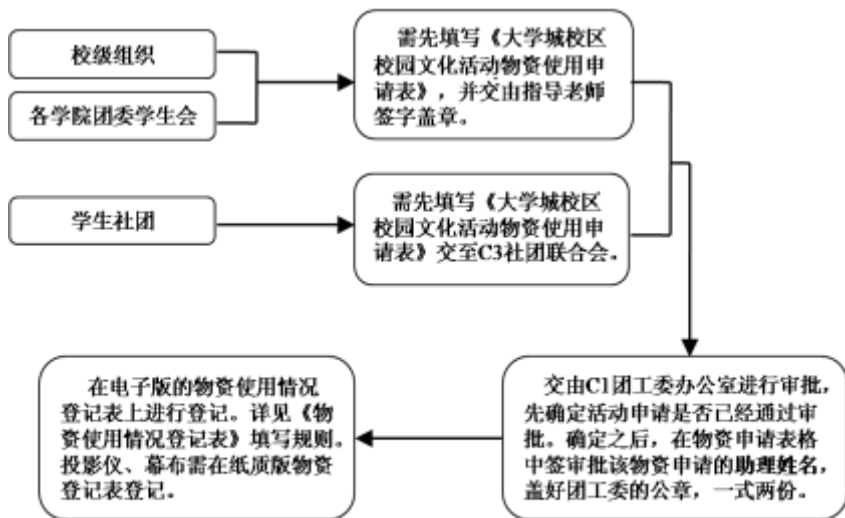 校级组织
各学院团委学生会
需先填写《大学城校区
校园文化活动物资使用申
请表》，并交由指导老师
签字盖章。
学生社团
需先填写《大学城校区
校园文化活动物资使用申
请表》交至C3社团联合会。
交由C1团工委办公室进行审批，
先确定活动申请是否已经通过审
批。确定之后，在物资申请表格
中签审批该物资申请的助理姓名，
盖好团工委的公章，一式两份。
在电子版的物资使用情况
登记表上进行登记。详见《物
资使用情况登记表》填写规则。
投影仪、幕布需在纸质版物资
登记表登记。